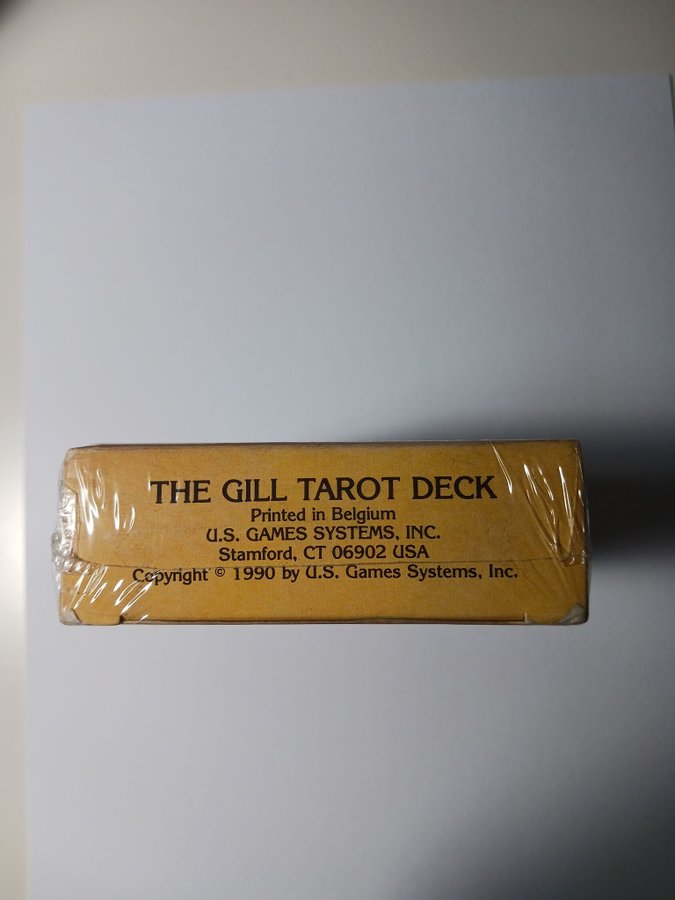 THE GILL TAROT DECK
Printed in Belgium
U.S. GAMES SYSTEMS, INC.
Stamford, CT 06902 USA
Copyright © 1990 by U.S. Games Systems, Inc.